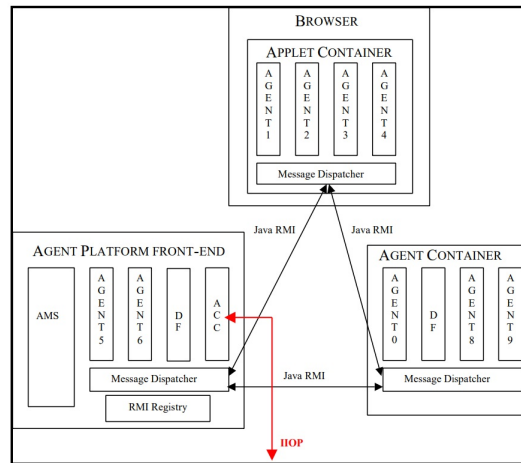 BROWSER
APPLET CONTAINER
AGENT1
AGENT2
AGENT3
AGENT4
Message Dispatcher
Java RMI
Java RMI
AGENT PLATFORM FRONT-END
AGENT CONTAINER
AMS
AGENT5
AGENT6
DF
ACC
AGENT0
DF
AGENT8
AGENT9
Message Dispatcher
Java RMI
Message Dispatcher
RMI Registry
IIOP